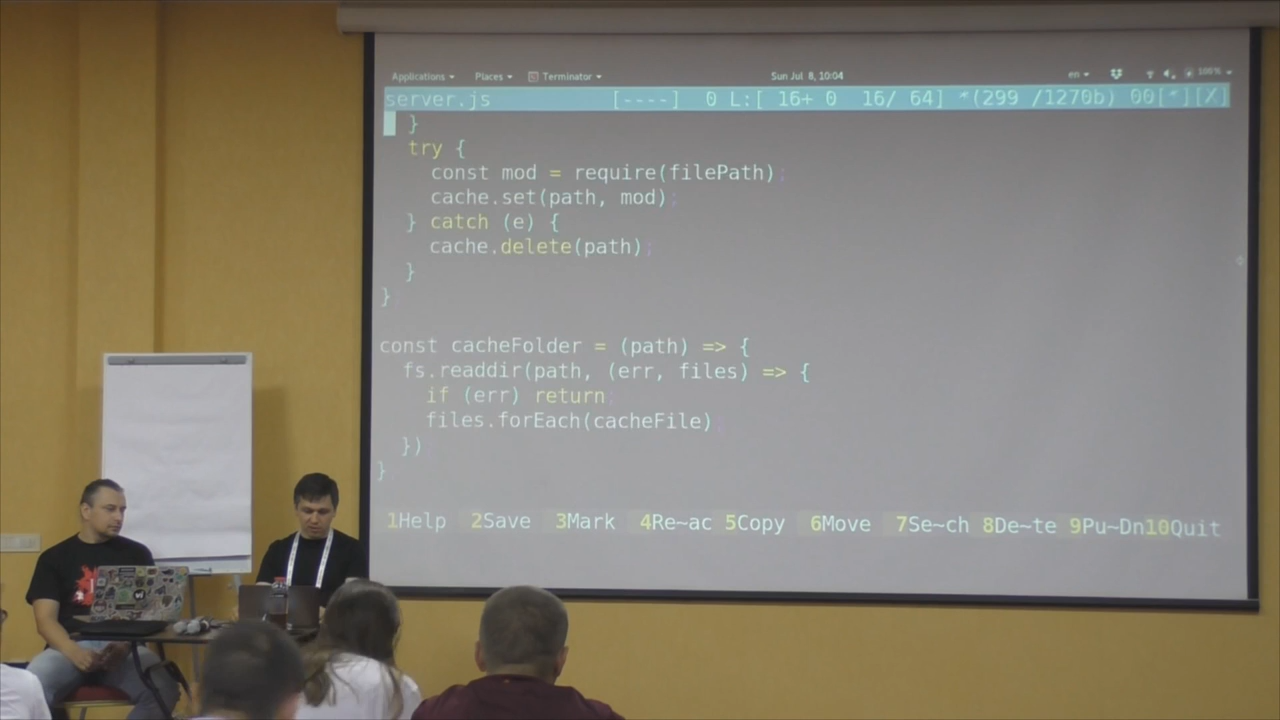 Applications Places Terminator Sun Jul 8, 10:04 en 100%
server.js [----] 0 L:[ 16+ 0 16/ 64] *(299 /1270b) 00[*][X]
}
try {
const mod = require(filePath);
cache.set(path, mod);
} catch (e) {
cache.delete(path);
}
};
const cacheFolder = (path) => {
fs.readdir(path, (err, files) => {
if (err) return;
files.forEach(cacheFile);
});
}
1Help 2Save 3Mark 4Re~ac 5Copy 6Move 7Se~ch 8De~te 9Pu~Dn10Quit